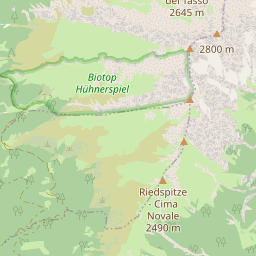 del Tasso
2645 m
2800 m
Biotop
Hühnerspiel
Riedspitze
- Cima
Novale
2490 m